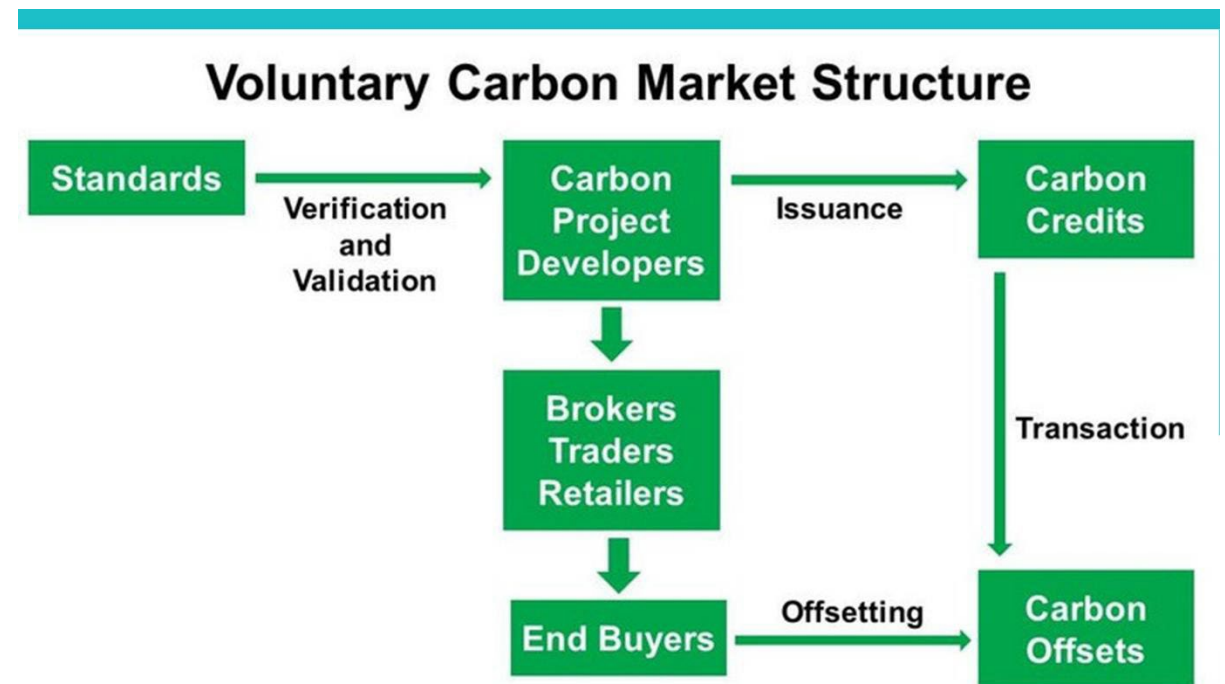 Voluntary Carbon Market Structure
Standards
Verification
and
Validation
Carbon
Project
Developers
Issuance
Carbon
Credits
Brokers
Traders
Retailers
Transaction
End Buyers
Offsetting
Carbon
Offsets